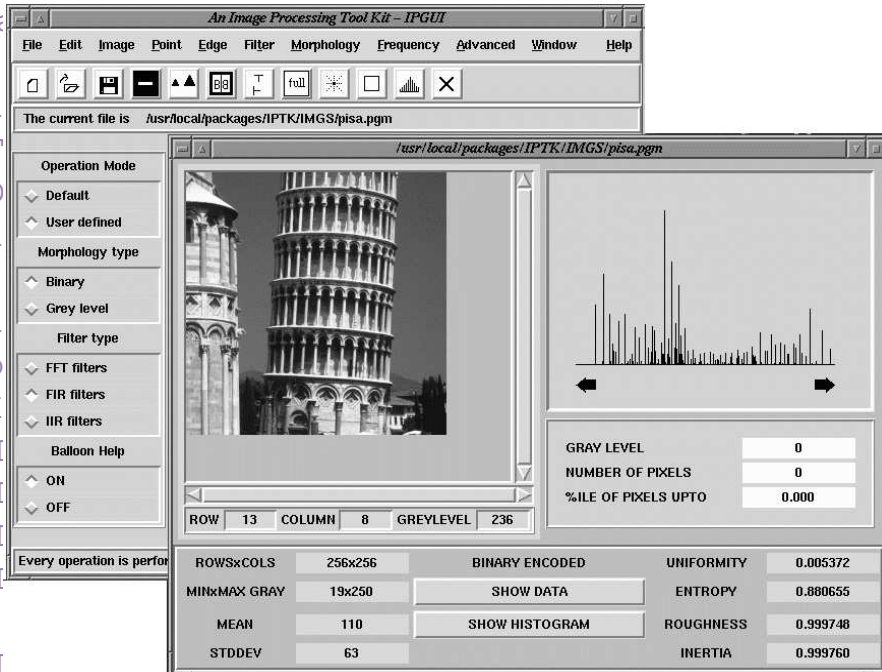 An Image Processing Tool Kit – IPGUI
File Edit Image Point Edge Filter Morphology Frequency Advanced Window Help
full
The current file is /usr/local/packages/IPTK/IMGS/pisa.pgm
/usr/local/packages/IPTK/IMGS/pisa.pgm
Operation Mode
Default
User defined
Morphology type
Binary
Grey level
Filter type
FFT filters
FIR filters
IIR filters
Balloon Help
ON
OFF
Every operation is perfor
ROW 13 COLUMN 8 GREYLEVEL 236
GRAY LEVEL 0
NUMBER OF PIXELS 0
%ILE OF PIXELS UPTO 0.000
ROWSxCOLS 256x256 BINARY ENCODED UNIFORMITY 0.005372
MINxMAX GRAY 19x250 SHOW DATA ENTROPY 0.880655
MEAN 110 SHOW HISTOGRAM ROUGHNESS 0.999748
STDDEV 63 INERTIA 0.999760